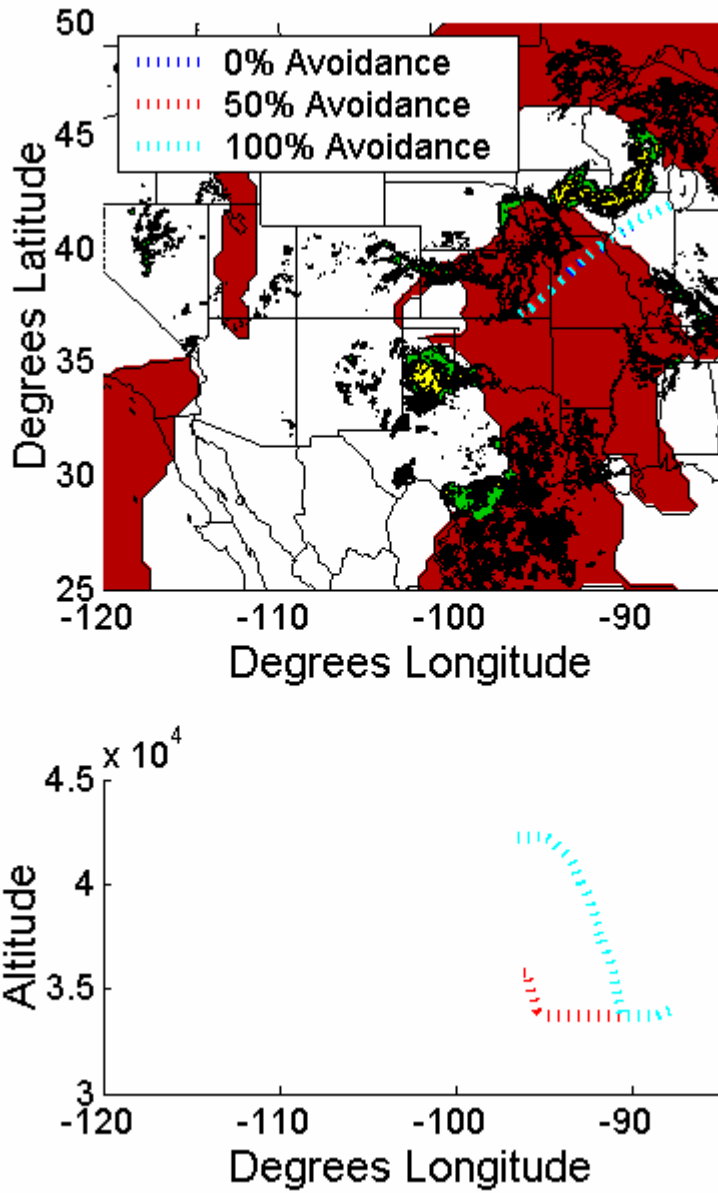 50
0% Avoidance
50% Avoidance
100% Avoidance
45
40
35
30
25
Degrees Latitude
-120 -110 -100 -90
Degrees Longitude
x 10^4
4.5
4
3.5
3
Altitude
-120 -110 -100 -90
Degrees Longitude